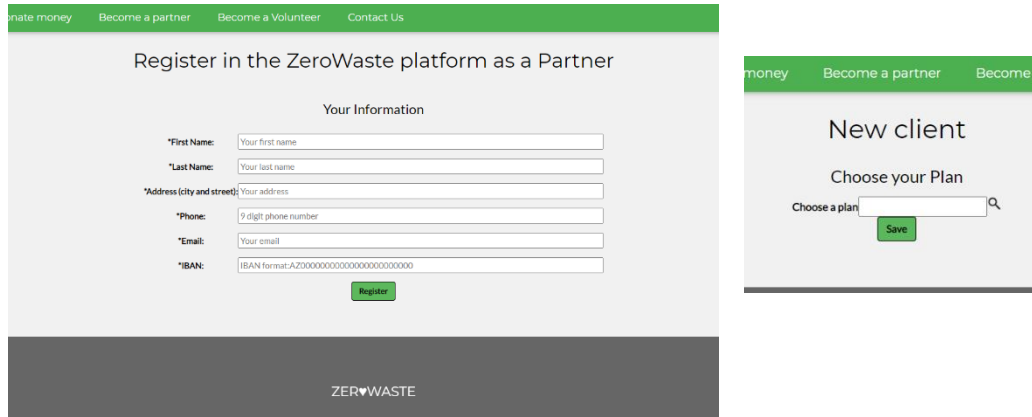 onate money Become a partner Become a Volunteer Contact Us
Register in the ZeroWaste platform as a Partner
Your Information
*First Name: Your first name
*Last Name: Your last name
*Address (city and street): Your address
*Phone: 9 digit phone number
*Email: Your email
*IBAN: IBAN format:AZ0000000000000000000000
Register
ZER♥WASTE
money Become a partner Become
New client
Choose your Plan
Choose a plan
Save